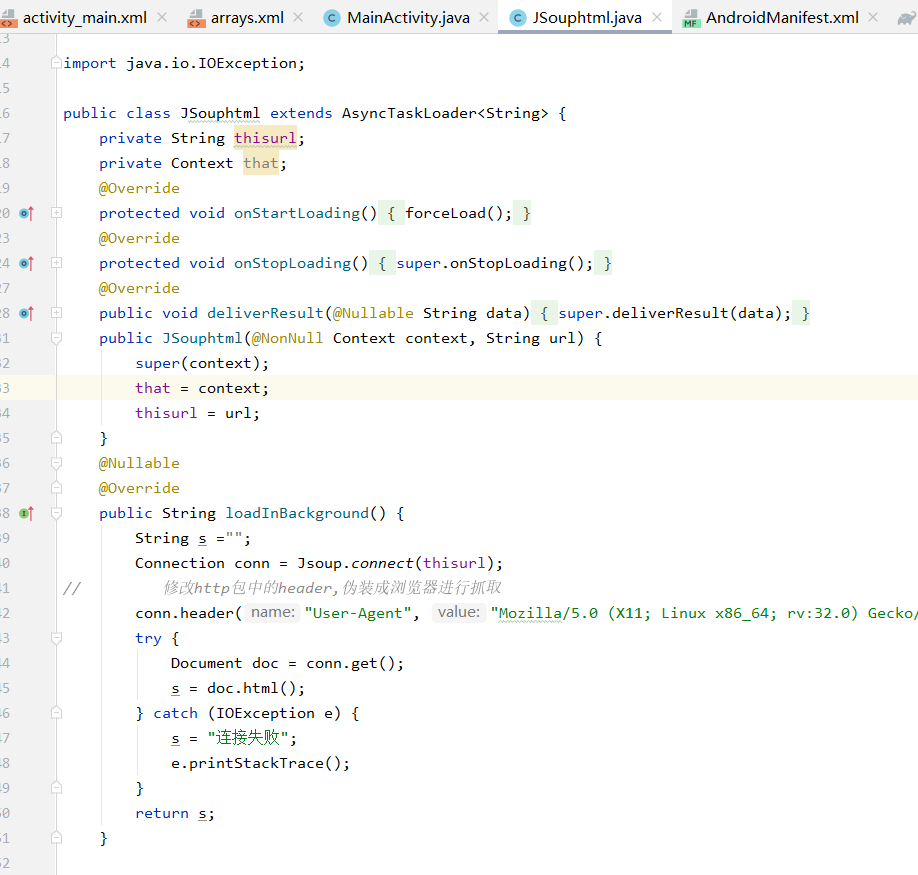 activity_main.xml arrays.xml MainActivity.java JSouphtml.java AndroidManifest.xml
3
4 import java.io.IOException;
5
6 public class JSouphtml extends AsyncTaskLoader<String> {
7 private String thisurl;
8 private Context that;
9 @Override
20 protected void onStartLoading() { forceLoad(); }
23 @Override
24 protected void onStopLoading() { super.onStopLoading(); }
27 @Override
28 public void deliverResult(@Nullable String data) { super.deliverResult(data); }
31 public JSouphtml(@NonNull Context context, String url) {
32 super(context);
33 that = context;
34 thisurl = url;
35 }
36 @Nullable
37 @Override
38 public String loadInBackground() {
39 String s ="";
40 Connection conn = Jsoup.connect(thisurl);
41 // 修改http包中的header,伪装成浏览器进行抓取
42 conn.header( name: "User-Agent", value: "Mozilla/5.0 (X11; Linux x86_64; rv:32.0) Gecko/
43 try {
44 Document doc = conn.get();
45 s = doc.html();
46 } catch (IOException e) {
47 s = "连接失败";
48 e.printStackTrace();
49 }
50 return s;
51 }
52